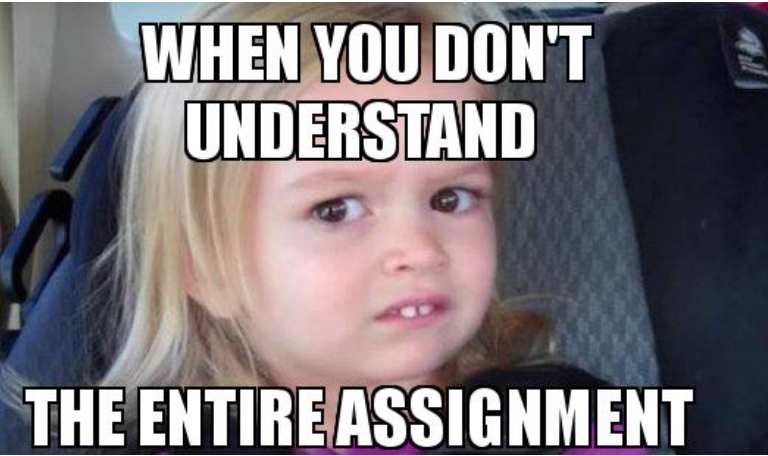 WHEN YOU DON'T
UNDERSTAND
THE ENTIRE ASSIGNMENT